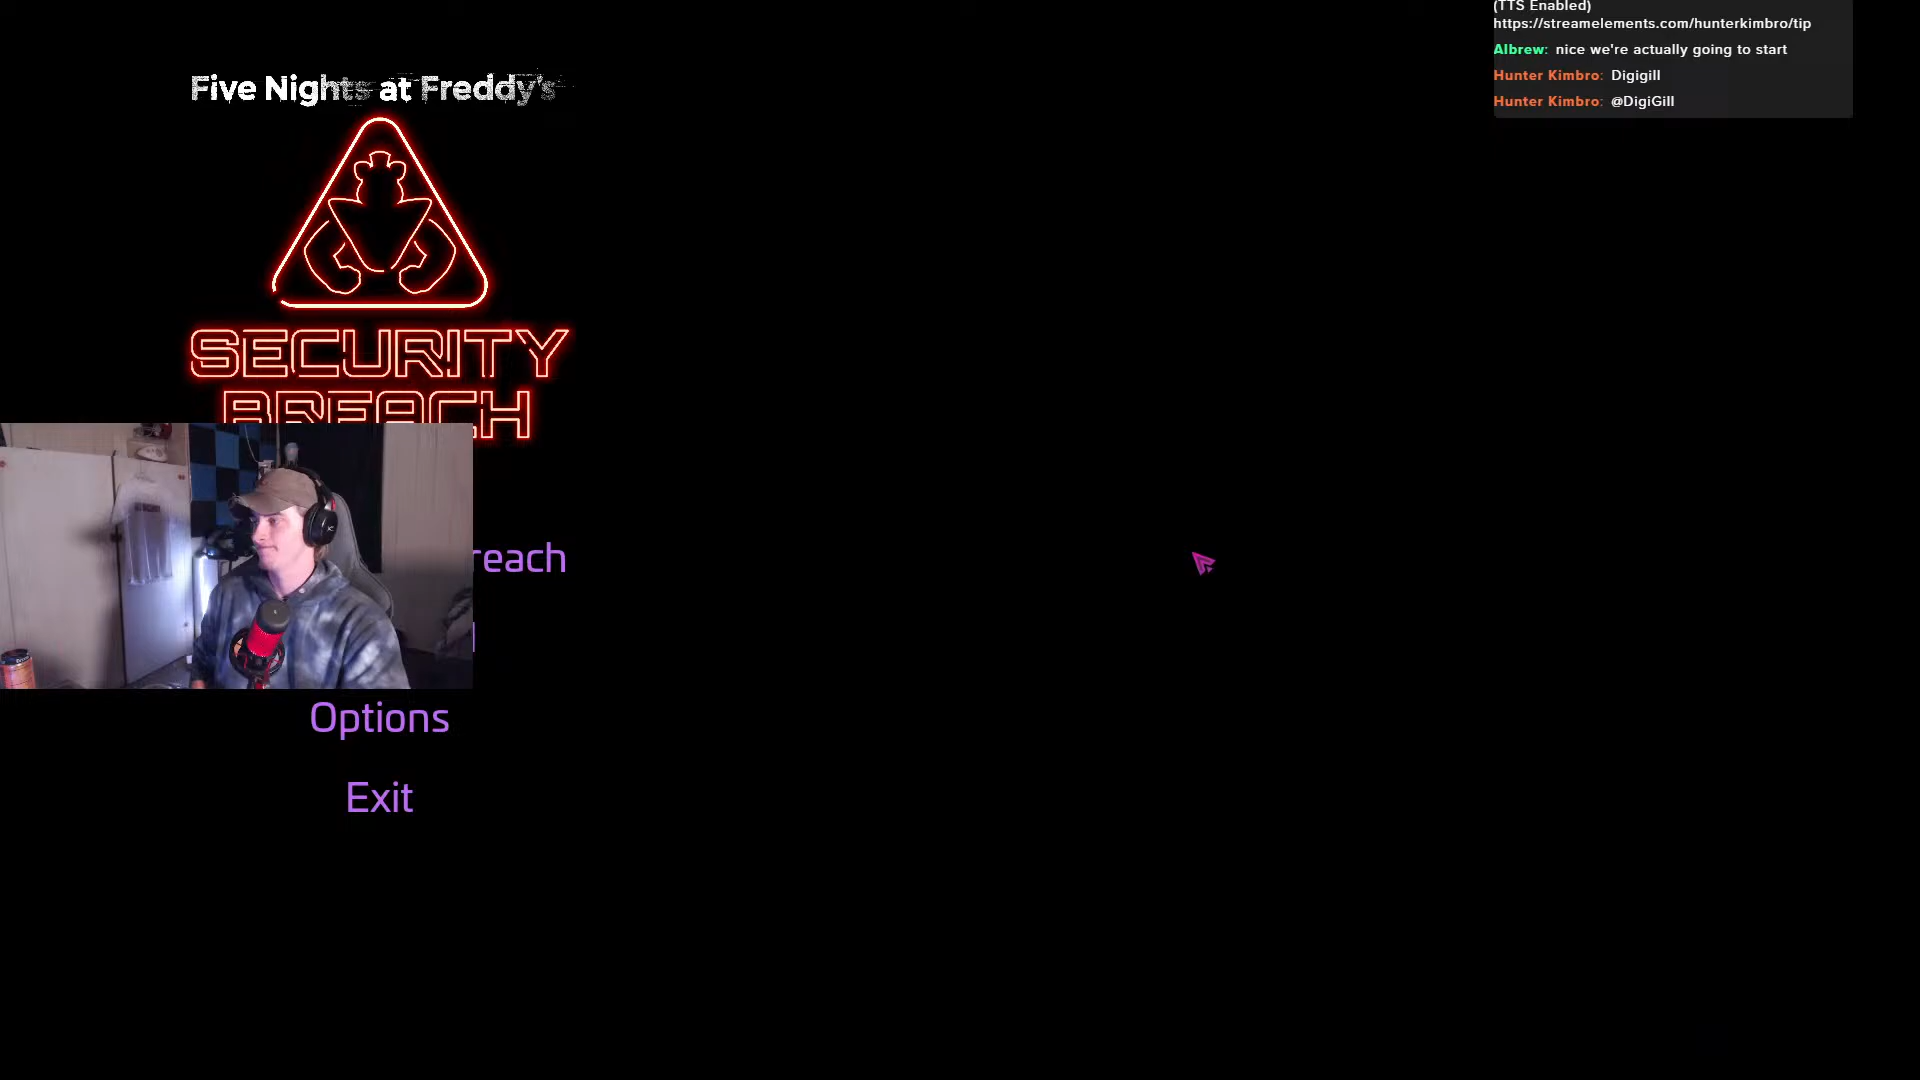 (TTS Enabled)
https://streamelements.com/hunterkimbro/tip
Albrew: nice we're actually going to start
Hunter Kimbro: Digigill
Hunter Kimbro: @DigiGill
Five Nights at Freddy's
SECURITY
BREACH
reach
Options
Exit